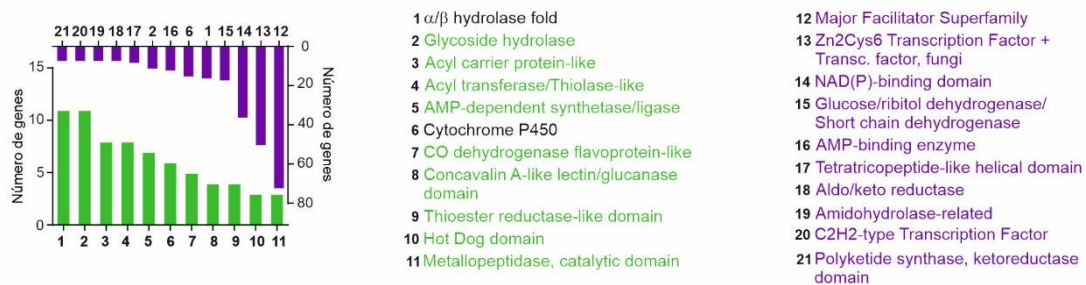 21 20 19 18 17 2 16 6 1 15 14 13 12
Número de genes
15
10
5
0
0
20
40
60
80
Número de genes
1 2 3 4 5 6 7 8 9 10 11
1 α/β hydrolase fold
2 Glycoside hydrolase
3 Acyl carrier protein-like
4 Acyl transferase/Thiolase-like
5 AMP-dependent synthetase/ligase
6 Cytochrome P450
7 CO dehydrogenase flavoprotein-like
8 Concavalin A-like lectin/glucanase
domain
9 Thioester reductase-like domain
10 Hot Dog domain
11 Metallopeptidase, catalytic domain
12 Major Facilitator Superfamily
13 Zn2Cys6 Transcription Factor +
Transc. factor, fungi
14 NAD(P)-binding domain
15 Glucose/ribitol dehydrogenase/
Short chain dehydrogenase
16 AMP-binding enzyme
17 Tetratricopeptide-like helical domain
18 Aldo/keto reductase
19 Amidohydrolase-related
20 C2H2-type Transcription Factor
21 Polyketide synthase, ketoreductase
domain